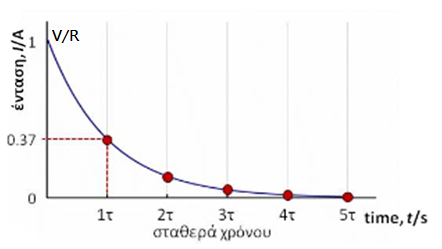 ένταση, I/A
1
V/R
0.37
0
1τ 2τ 3τ 4τ 5τ time, t/s
σταθερά χρόνου